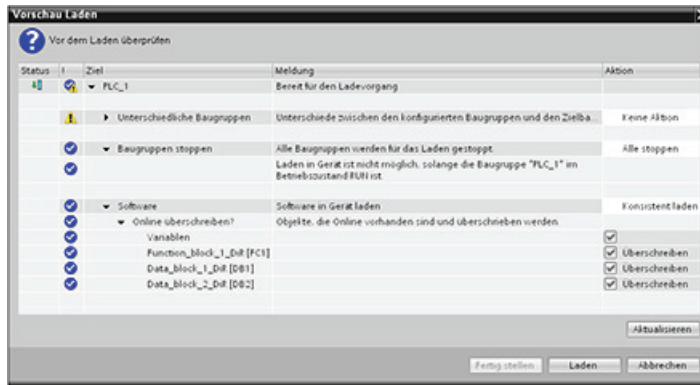 Vorschau Laden
? Vor dem Laden überprüfen
Status ! Ziel Meldung Aktion
PLC_1 Bereit für den Ladevorgang
Unterschiedliche Baugruppen Unterschiede zwischen den konfigurierten Baugruppen und den Zielba... Keine Aktion
Baugruppen stoppen Alle Baugruppen werden für das Laden gestoppt. Alle stoppen
Laden in Gerät ist nicht möglich, solange die Baugruppe "PLC_1" im
Betriebszustand RUN ist.
Software Software in Gerät laden Konsistent laden
Online überschreiben? Objekte, die Online vorhanden sind und überschrieben werden.
Variablen
Function_block_1_DiR [FC1] Überschreiben
Data_block_1_DiR [DB1] Überschreiben
Data_block_2_DiR [DB2] Überschreiben
Aktualisieren
Fertig stellen Laden Abbrechen